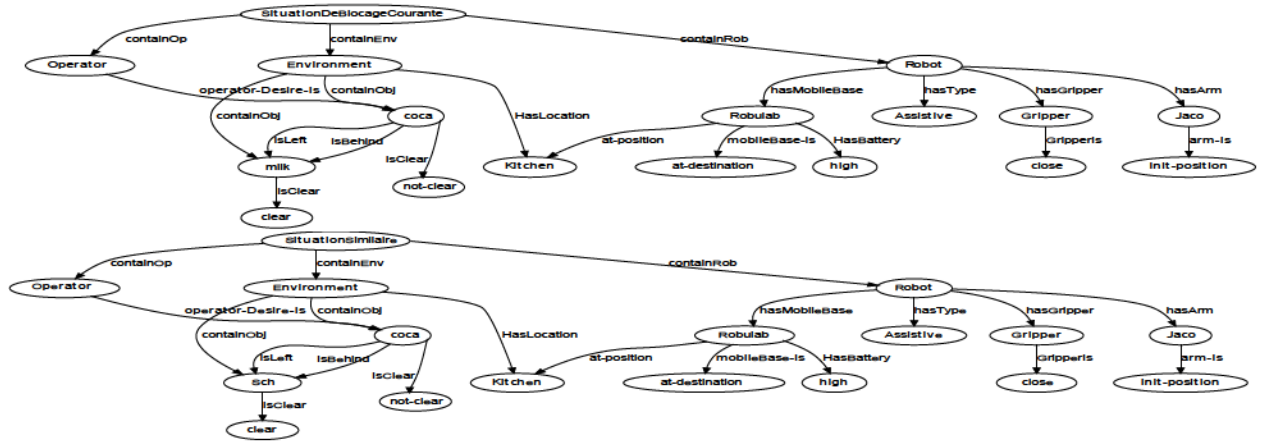 SituationDeBlocageCourante
containOp containEnv containRob
Operator Environment Robot
operator-Desire-Is containObj hasMobileBase hasType hasGripper hasArm
containObj coca HasLocation Robulab Assistive Gripper Jaco
isLeft isBehind isClear at-position mobileBase-is HasBattery GripperIs arm-is
milk Kitchen at-destination high close init-position
isClear not-clear
clear
SituationSimilaire
containOp containEnv containRob
Operator Environment Robot
operator-Desire-Is containObj hasMobileBase hasType hasGripper hasArm
containObj coca HasLocation Robulab Assistive Gripper Jaco
isLeft isBehind isClear at-position mobileBase-is HasBattery GripperIs arm-is
Sch Kitchen at-destination high close init-position
isClear not-clear
clear